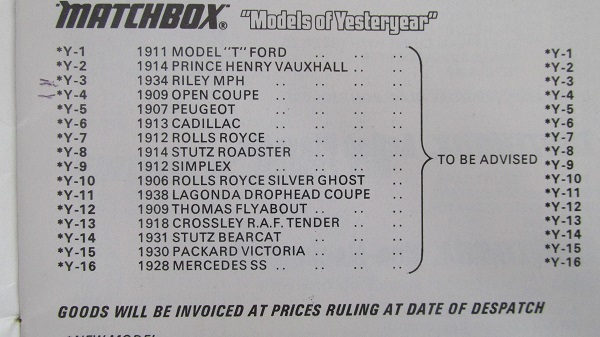 MATCHBOX "Models of Yesteryear"
*Y-1 1911 MODEL "T" FORD .. .. .. *Y-1
*Y-2 1914 PRINCE HENRY VAUXHALL .. .. *Y-2
*Y-3 1934 RILEY MPH .. .. .. .. *Y-3
*Y-4 1909 OPEN COUPE .. .. .. .. *Y-4
*Y-5 1907 PEUGEOT .. .. .. .. *Y-5
*Y-6 1913 CADILLAC .. .. .. .. *Y-6
*Y-7 1912 ROLLS ROYCE .. .. .. .. *Y-7
*Y-8 1914 STUTZ ROADSTER .. .. .. TO BE ADVISED *Y-8
*Y-9 1912 SIMPLEX .. .. .. .. *Y-9
*Y-10 1906 ROLLS ROYCE SILVER GHOST .. *Y-10
*Y-11 1938 LAGONDA DROPHEAD COUPE .. *Y-11
*Y-12 1909 THOMAS FLYABOUT .. .. .. *Y-12
*Y-13 1918 CROSSLEY R.A.F. TENDER .. .. *Y-13
*Y-14 1931 STUTZ BEARCAT .. .. .. *Y-14
*Y-15 1930 PACKARD VICTORIA .. .. .. *Y-15
*Y-16 1928 MERCEDES SS .. .. .. .. *Y-16
GOODS WILL BE INVOICED AT PRICES RULING AT DATE OF DESPATCH
NEW MODEL